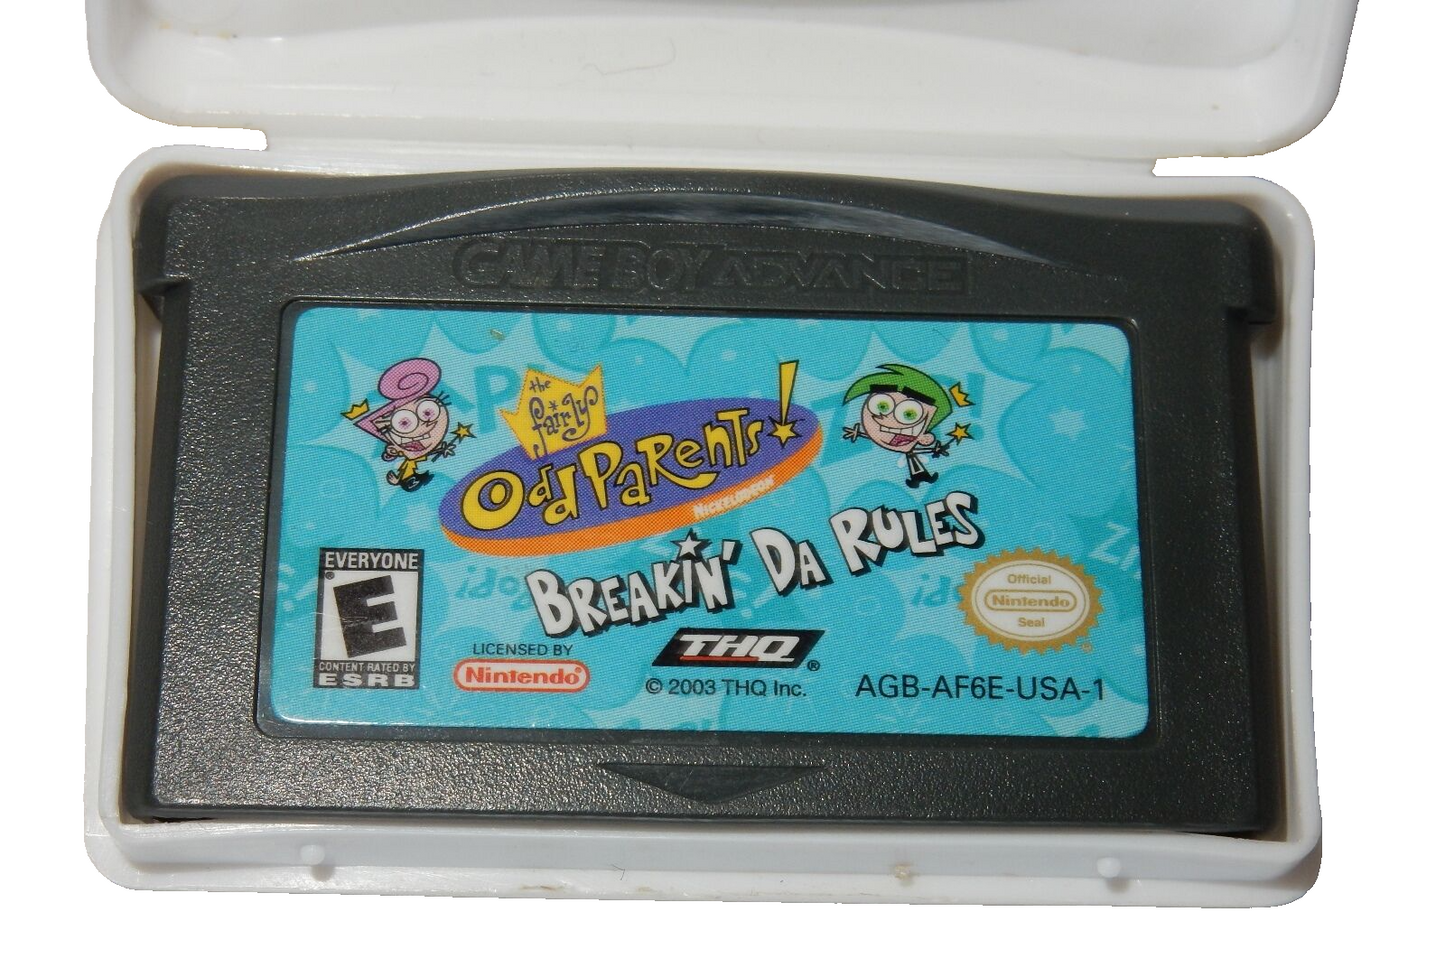 GAME BOY ADVANCE
the
fairly
OddParents!
NICKELODEON
BREAKIN' DA RULES
EVERYONE
E
CONTENT RATED BY
ESRB
LICENSED BY
Nintendo®
THQ®
© 2003 THQ Inc.
AGB-AF6E-USA-1
Official
Nintendo
Seal